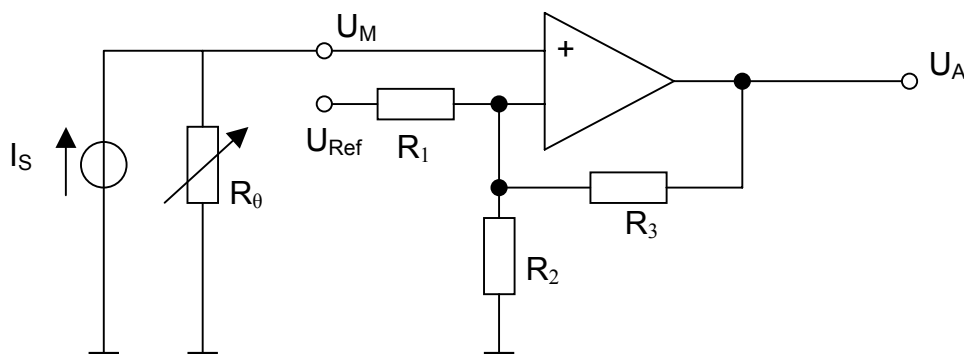 U_M
+
U_A
U_Ref
R_1
I_S
R_θ
R_3
R_2